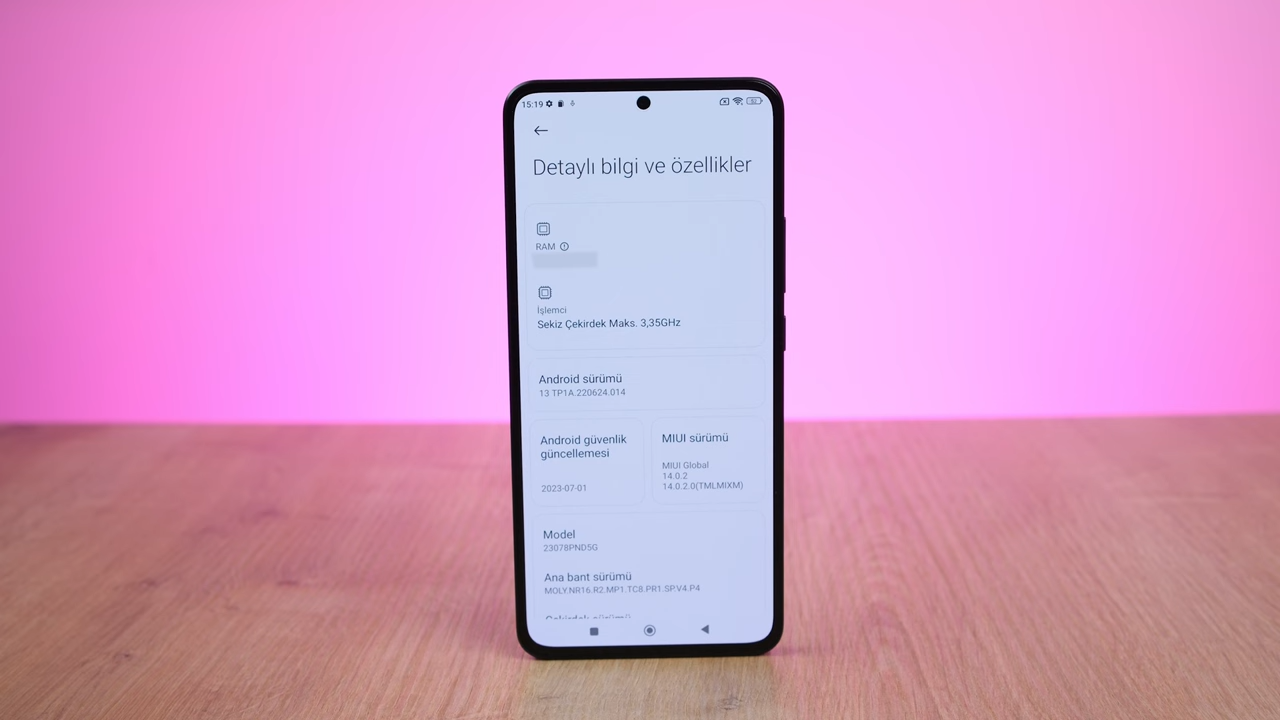 15:19
Detaylı bilgi ve özellikler
RAM
İşlemci
Sekiz Çekirdek Maks. 3,35GHz
Android sürümü
13 TP1A.220624.014
Android güvenlik
güncellemesi
2023-07-01
MIUI sürümü
MIUI Global
14.0.2
14.0.2.0(TMLMIXM)
Model
23078PND5G
Ana bant sürümü
MOLY.NR16.R2.MP1.TC8.PR1.SP.V4.P4